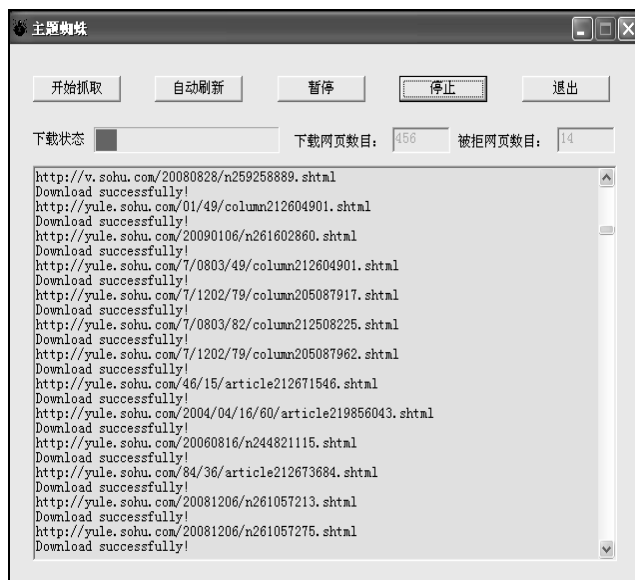 主题蜘蛛
开始抓取 自动刷新 暂停 停止 退出
下载状态 下载网页数目: 456 被拒网页数目: 14
http://v.sohu.com/20080828/n259258889.shtml
Download successfully!
http://yule.sohu.com/01/49/column212604901.shtml
Download successfully!
http://yule.sohu.com/20090106/n261602860.shtml
Download successfully!
http://yule.sohu.com/7/0803/49/column212604901.shtml
Download successfully!
http://yule.sohu.com/7/1202/79/column205087917.shtml
Download successfully!
http://yule.sohu.com/7/0803/82/column212508225.shtml
Download successfully!
http://yule.sohu.com/7/1202/79/column205087962.shtml
Download successfully!
http://yule.sohu.com/46/15/article212671546.shtml
Download successfully!
http://yule.sohu.com/2004/04/16/60/article219856043.shtml
Download successfully!
http://yule.sohu.com/20060816/n244821115.shtml
Download successfully!
http://yule.sohu.com/84/36/article212673684.shtml
Download successfully!
http://yule.sohu.com/20081206/n261057213.shtml
Download successfully!
http://yule.sohu.com/20081206/n261057275.shtml
Download successfully!